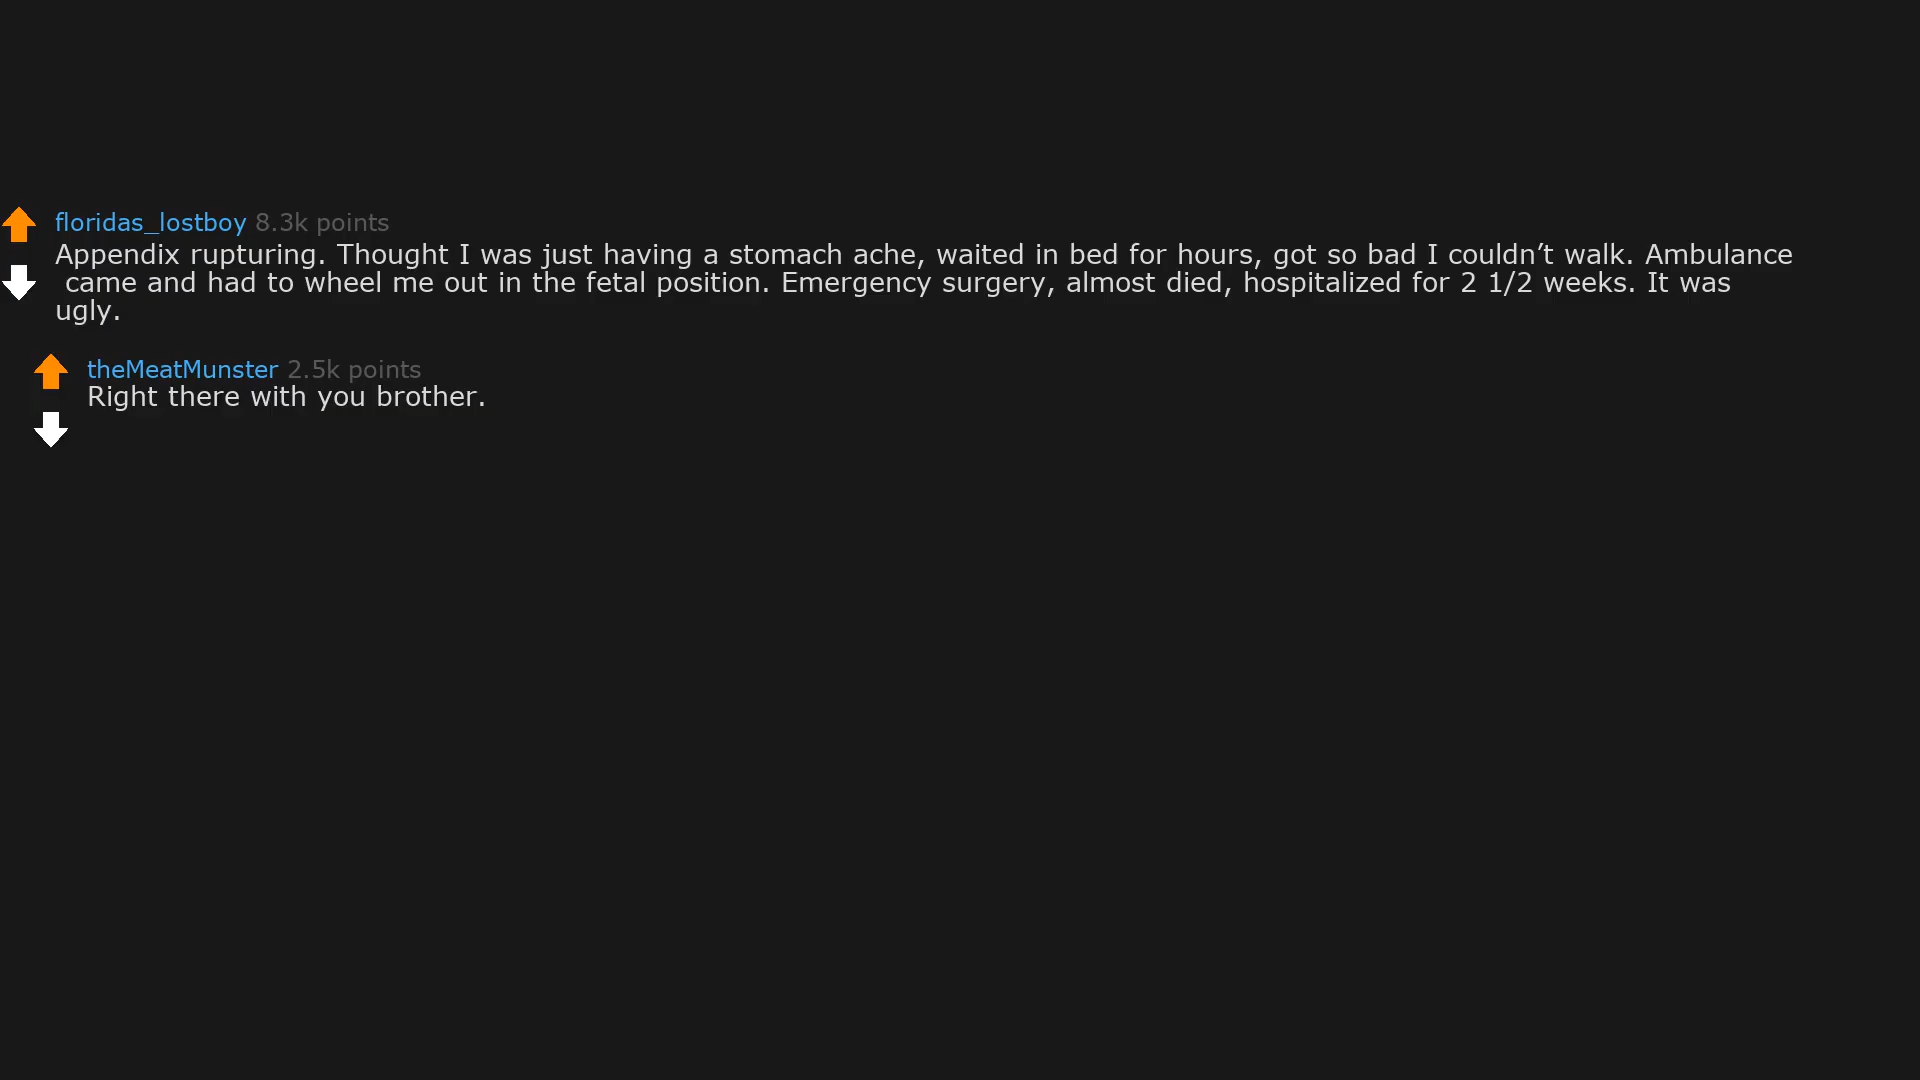 floridas_lostboy 8.3k points
Appendix rupturing. Thought I was just having a stomach ache, waited in bed for hours, got so bad I couldn’t walk. Ambulance
came and had to wheel me out in the fetal position. Emergency surgery, almost died, hospitalized for 2 1/2 weeks. It was
ugly.
theMeatMunster 2.5k points
Right there with you brother.